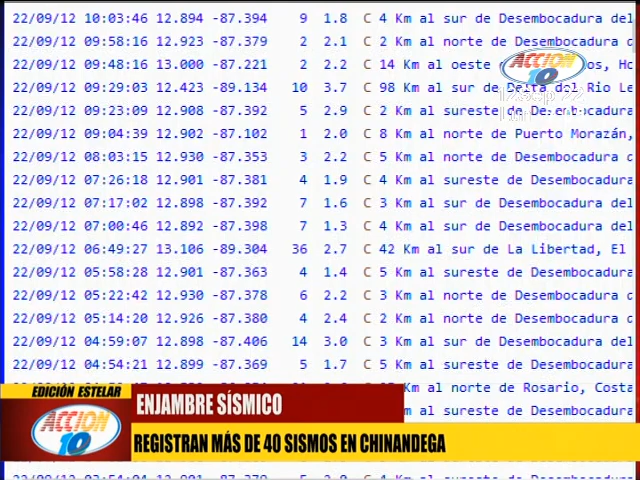 22/09/12 10:03:46 12.894 -87.394 9 1.8 C 4 Km al sur de Desembocadura del
22/09/12 09:58:16 12.923 -87.379 2 2.1 C 2 Km al norte de Desembocadura d
22/09/12 09:48:16 13.000 -87.221 2 2.2 C 14 Km al oeste
ACCION 10
22/09/12 09:29:03 12.423 -89.134 10 3.7 C 98 Km al sur de Delta del Rio Le
22/09/12 09:23:09 12.908 -87.392 5 2.9 C 2 Km al sureste de Desembocadura
22/09/12 09:04:39 12.902 -87.102 1 2.0 C 8 Km al norte de Puerto Morazán,
22/09/12 08:03:15 12.930 -87.353 3 2.2 C 5 Km al norte de Desembocadura d
22/09/12 07:26:18 12.901 -87.381 4 1.9 C 4 Km al sureste de Desembocadura
22/09/12 07:17:02 12.898 -87.392 7 1.6 C 3 Km al sur de Desembocadura del
22/09/12 07:00:46 12.892 -87.398 7 1.3 C 4 Km al sur de Desembocadura del
22/09/12 06:49:27 13.106 -89.304 36 2.7 C 42 Km al sur de La Libertad, El
22/09/12 05:58:28 12.901 -87.363 4 1.4 C 5 Km al sureste de Desembocadura
22/09/12 05:22:42 12.930 -87.378 6 2.2 C 3 Km al norte de Desembocadura d
22/09/12 05:14:20 12.926 -87.380 4 2.4 C 2 Km al norte de Desembocadura d
22/09/12 04:59:07 12.898 -87.406 14 3.0 C 3 Km al sur de Desembocadura del
22/09/12 04:54:21 12.899 -87.369 5 1.7 C 5 Km al sureste de Desembocadura
Km al norte de Rosario, Costa
Km al sureste de Desembocadura
EDICIÓN ESTELAR
ENJAMBRE SÍSMICO
ACCION 10
REGISTRAN MÁS DE 40 SISMOS EN CHINANDEGA